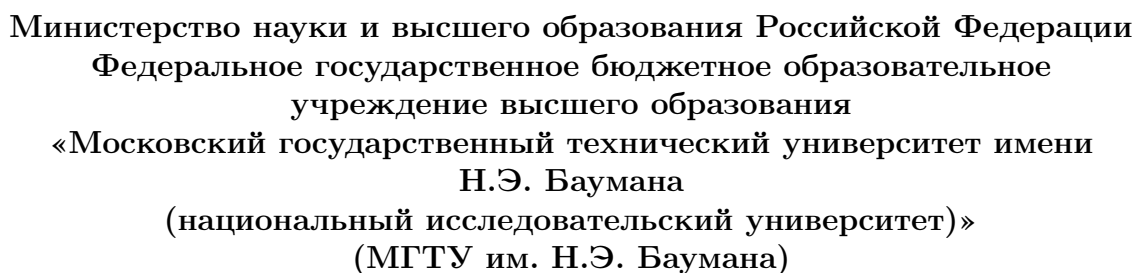 Министерство науки и высшего образования Российской Федерации
Федеральное государственное бюджетное образовательное
учреждение высшего образования
«Московский государственный технический университет имени
Н.Э. Баумана
(национальный исследовательский университет)»
(МГТУ им. Н.Э. Баумана)